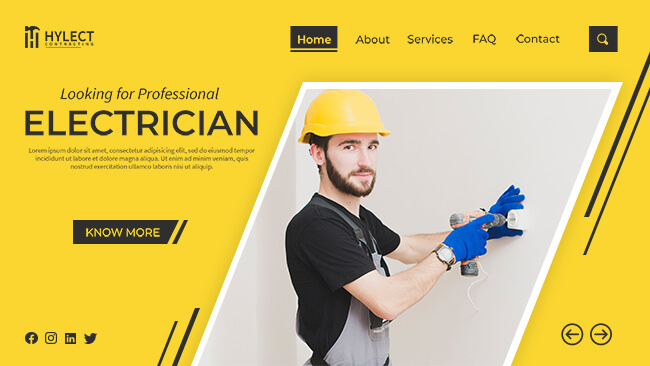 HYLECT
CONTRACTING
Home About Services FAQ Contact
Looking for Professional
ELECTRICIAN
Lorem ipsum dolor sit amet, consectetur adipisicing elit, sed do eiusmod tempor
incididunt ut labore et dolore magna aliqua. Ut enim ad minim veniam, quis
nostrud exercitation ullamco laboris nisi ut aliquip.
KNOW MORE